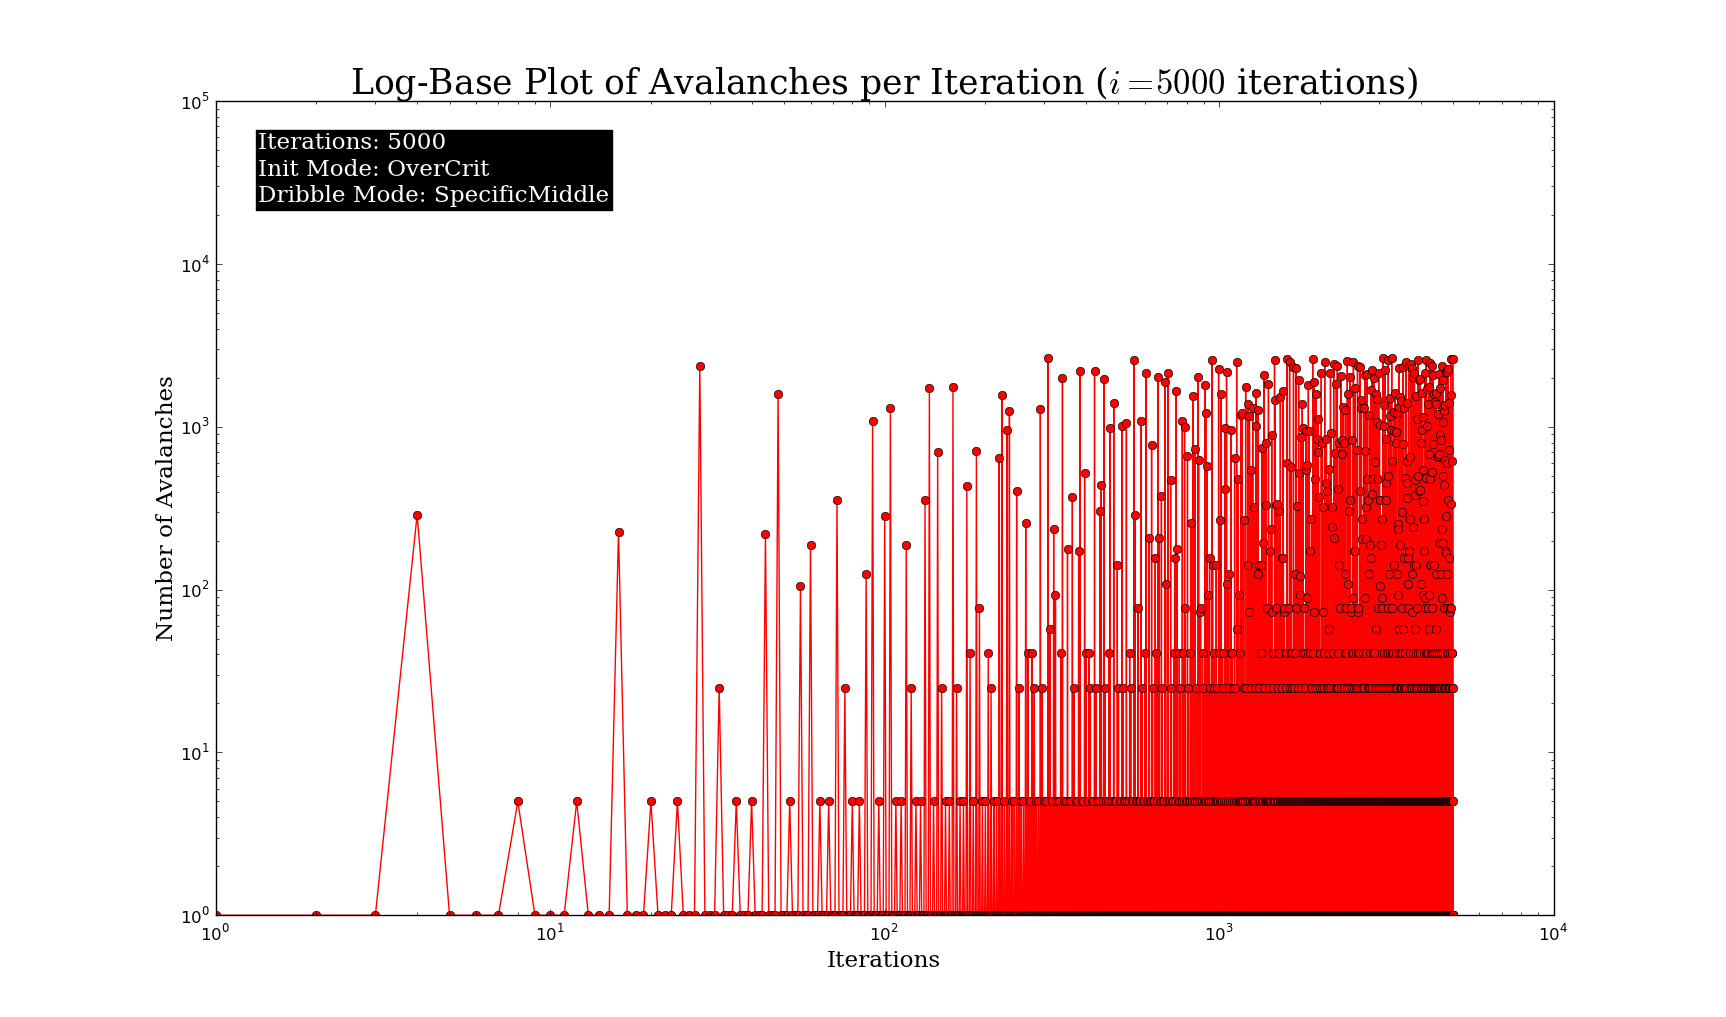 Log-Base Plot of Avalanches per Iteration (i = 5000 iterations)
Iterations: 5000
Init Mode: OverCrit
Dribble Mode: SpecificMiddle
Number of Avalanches
10^5
10^4
10^3
10^2
10^1
10^0
10^0 10^1 10^2 10^3 10^4
Iterations